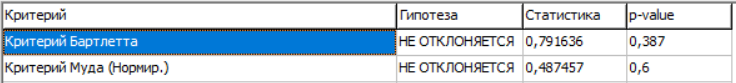 Критерий Гипотеза Статистика p-value
Критерий Бартлетта НЕ ОТКЛОНЯЕТСЯ 0,791636 0,387
Критерий Муда (Нормир.) НЕ ОТКЛОНЯЕТСЯ 0,487457 0,6